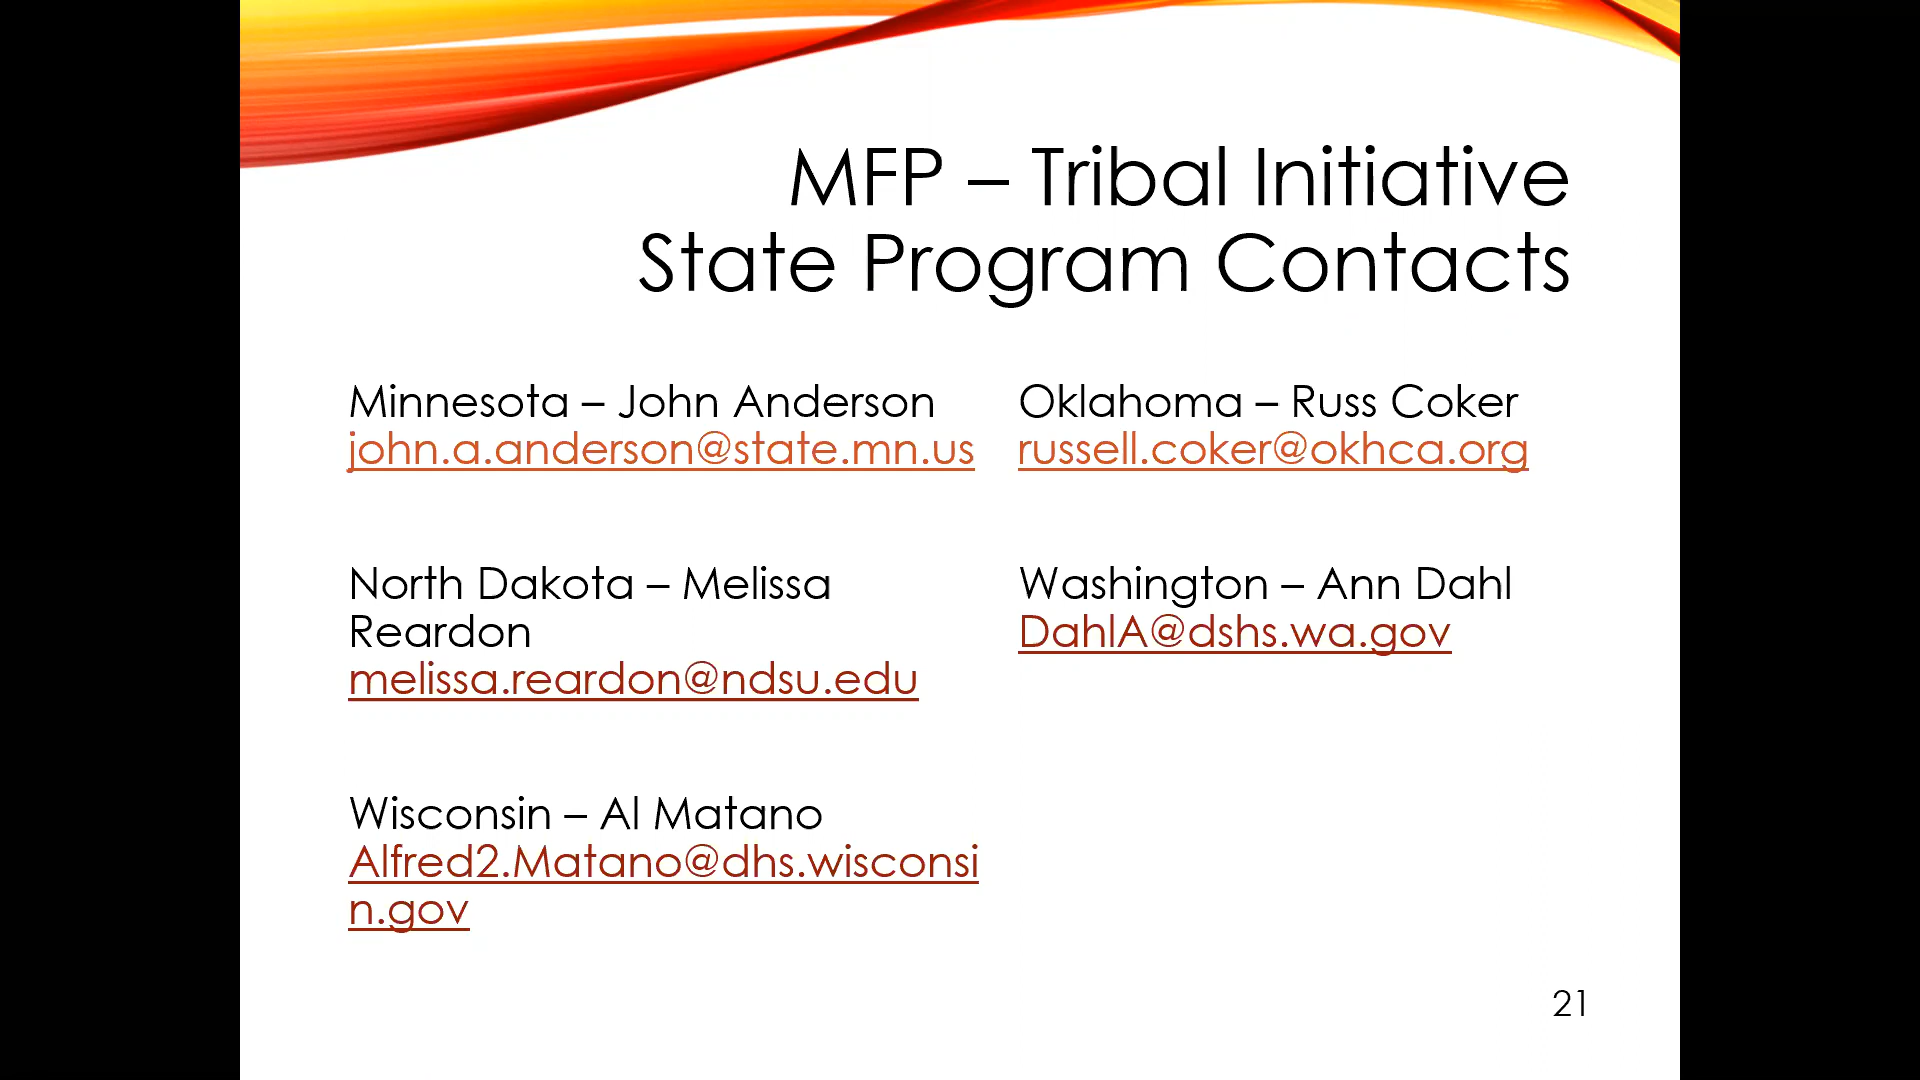 MFP – Tribal Initiative
State Program Contacts
Minnesota – John Anderson
john.a.anderson@state.mn.us
North Dakota – Melissa
Reardon
melissa.reardon@ndsu.edu
Wisconsin – Al Matano
Alfred2.Matano@dhs.wisconsi
n.gov
Oklahoma – Russ Coker
russell.coker@okhca.org
Washington – Ann Dahl
DahlA@dshs.wa.gov
21